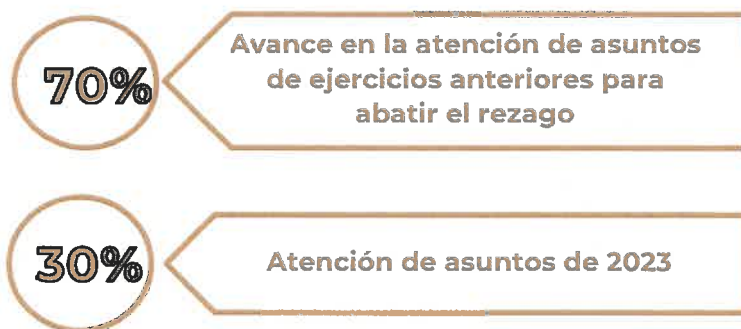 70%
Avance en la atención de asuntos
de ejercicios anteriores para
abatir el rezago
30%
Atención de asuntos de 2023